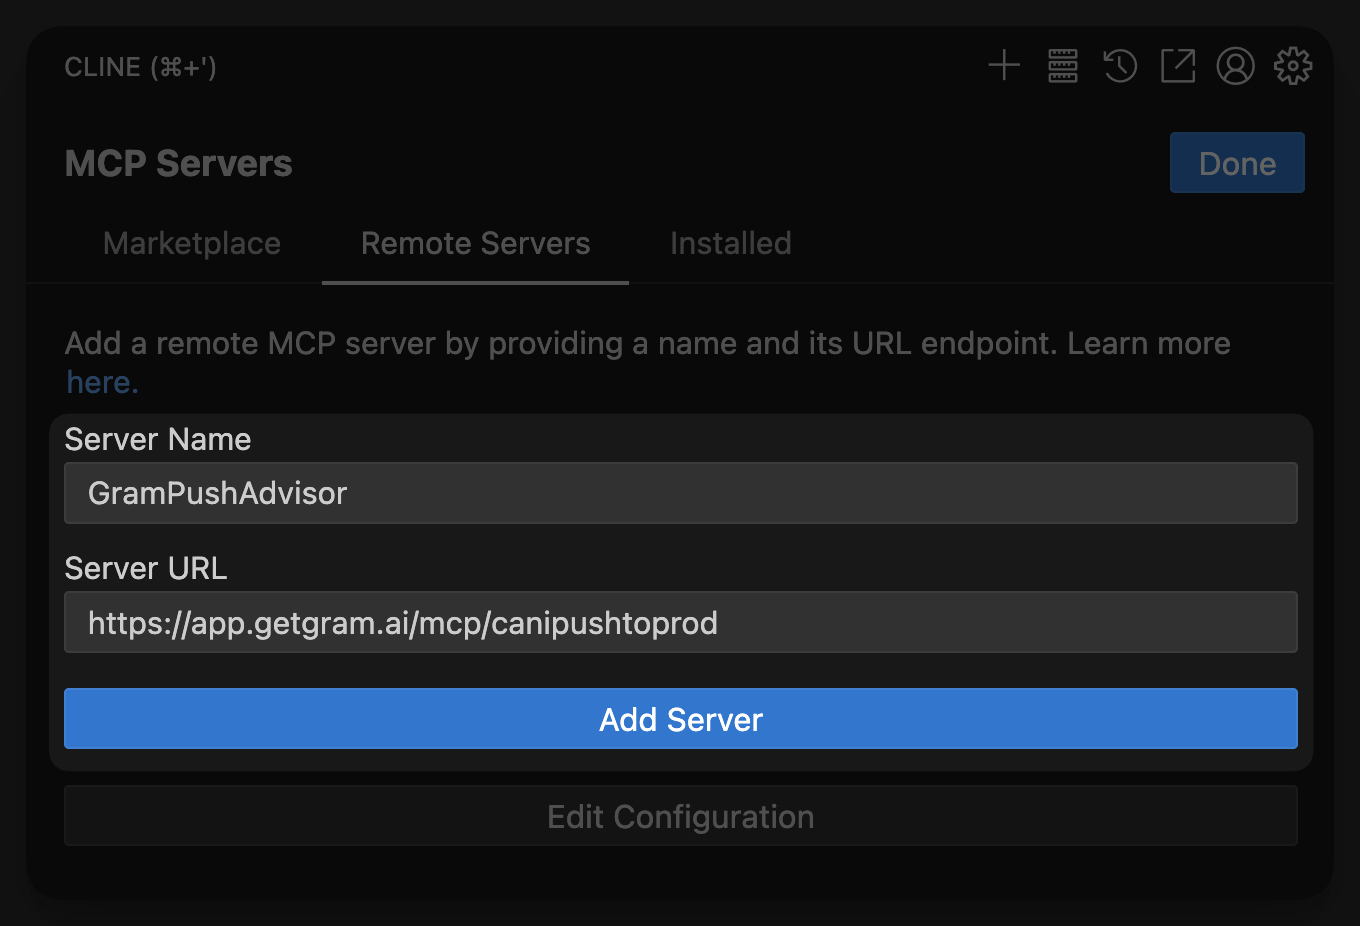 CLINE (⌘+')
MCP Servers
Done
Marketplace
Remote Servers
Installed
Add a remote MCP server by providing a name and its URL endpoint. Learn more
here.
Server Name
GramPushAdvisor
Server URL
https://app.getgram.ai/mcp/canipushtoprod
Add Server
Edit Configuration